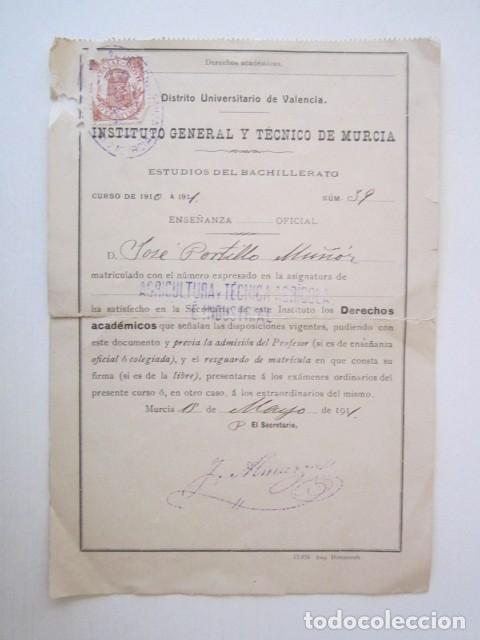 Derechos académicos.
Distrito Universitario de Valencia.
INSTITUTO GENERAL Y TÉCNICO DE MURCIA
ESTUDIOS DEL BACHILLERATO
CURSO DE 1910 Á 1911. NÚM. 39
ENSEÑANZA OFICIAL
D. José Portillo Muñóz
matriculado con el número expresado en la asignatura de
AGRICULTURA Y TÉCNICA AGRÍCOLA
É INDUSTRIAL
ha satisfecho en la Secretaría de este Instituto los Derechos
académicos que señalan las disposiciones vigentes, pudiendo con
este documento y previa la admisión del Profesor (si es de enseñanza
oficial ó colegiada), y el resguardo de matrícula en que consta su
firma (si es de la libre), presentarse á los exámenes ordinarios del
presente curso ó, en otro caso, á los extraordinarios del mismo.
Murcia de Mayo de 1911.
El Secretario,
todocoleccion.net